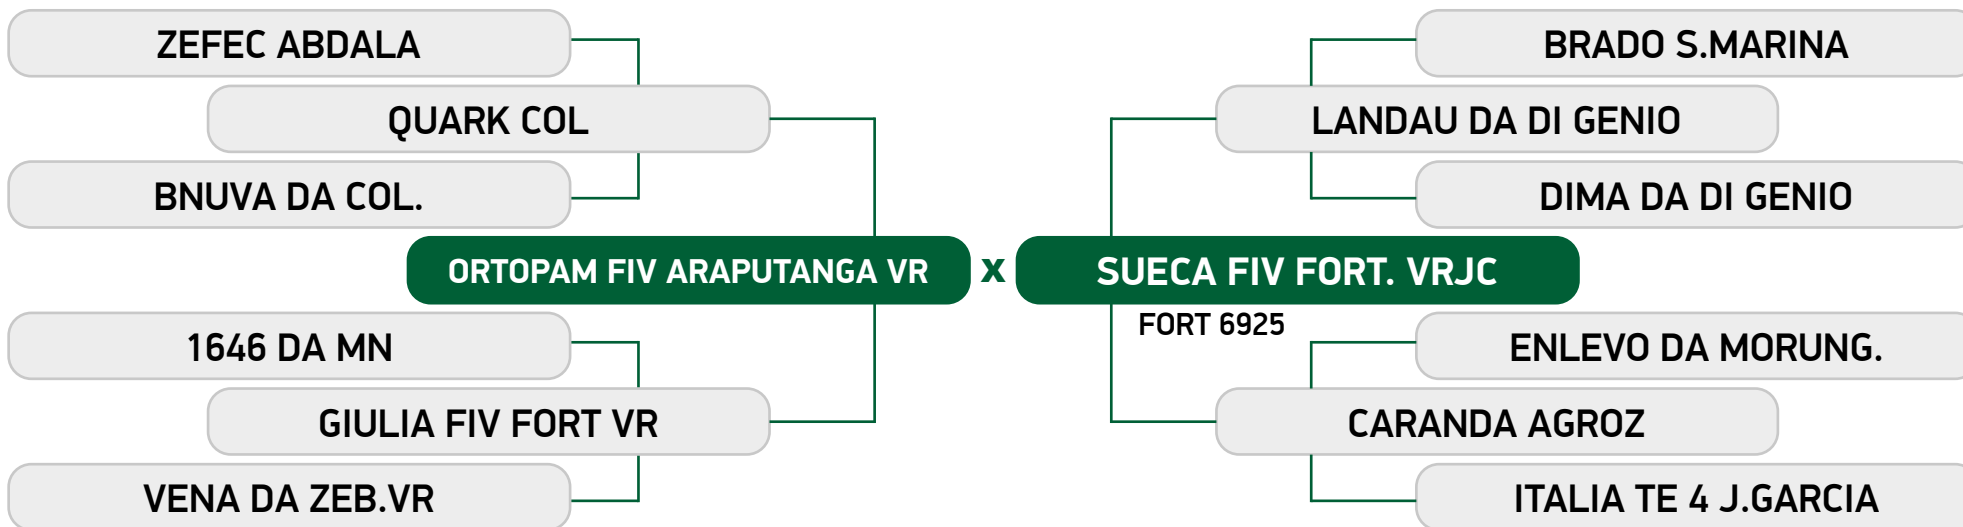 ZEFEC ABDALA
QUARK COL
BNUVA DA COL.
ORTOPAM FIV ARAPUTANGA VR
1646 DA MN
GIULIA FIV FORT VR
VENA DA ZEB.VR
x
BRADO S.MARINA
LANDAU DA DI GENIO
DIMA DA DI GENIO
SUECA FIV FORT. VRJC
FORT 6925
ENLEVO DA MORUNG.
CARANDA AGROZ
ITALIA TE 4 J.GARCIA